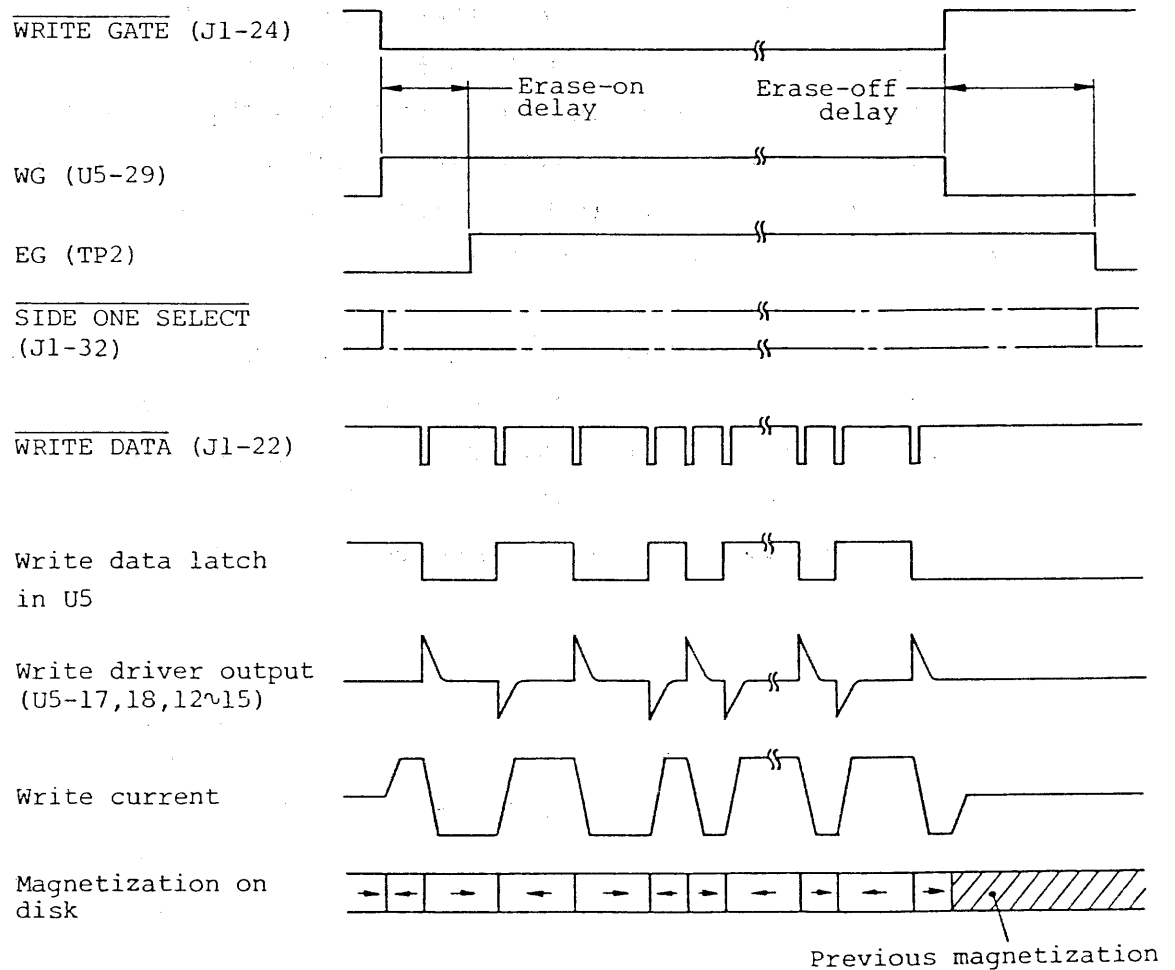 WRITE GATE (J1-24)
Erase-on
delay
Erase-off
delay
WG (U5-29)
EG (TP2)
SIDE ONE SELECT
(J1-32)
WRITE DATA (J1-22)
Write data latch
in U5
Write driver output
(U5-17,18,12∿15)
Write current
Magnetization on
disk
Previous magnetization